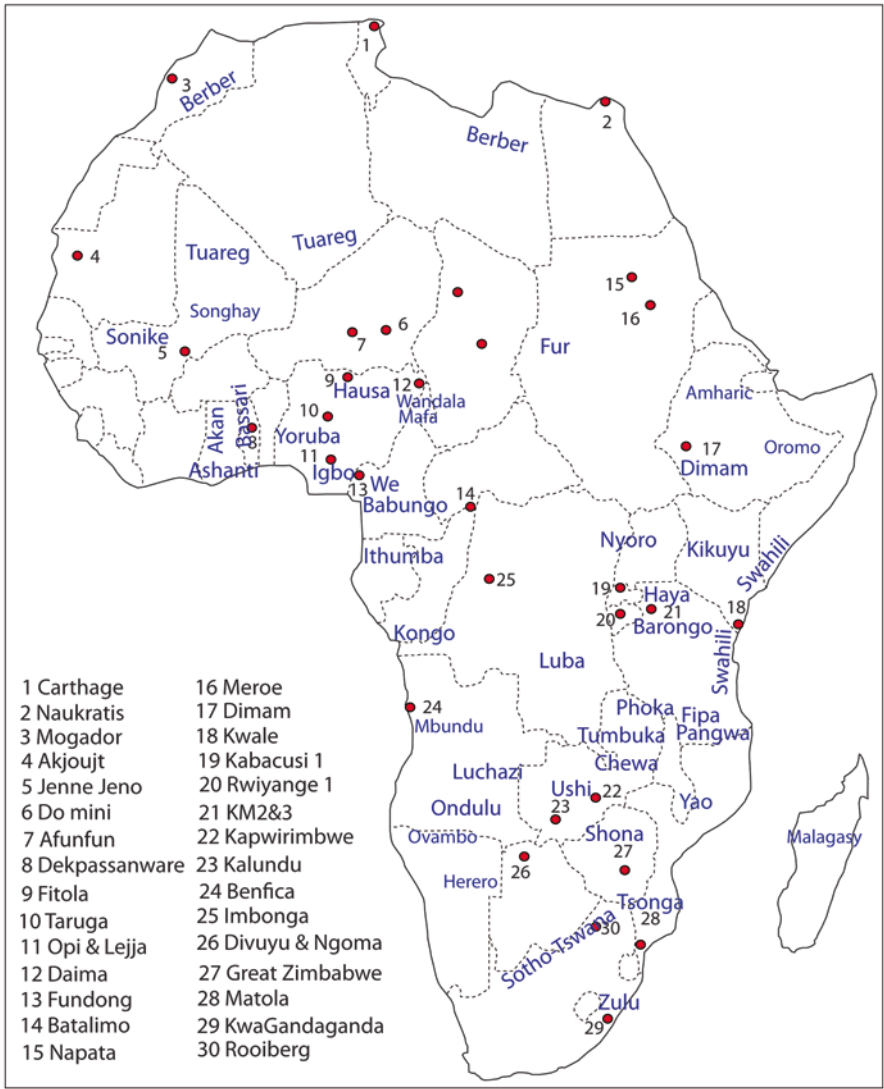 1
3
Berber
2
Berber
4
Tuareg
Tuareg
15
16
Songhay
Sonike
5
6
7
Fur
9
Hausa
12
Wandala
Mafa
Amharic
Akan
Bassari
8
10
Yoruba
17
Oromo
Dimam
Ashanti
11
Igbo
13
We
Babungo
14
Nyoro
Kikuyu
Swahili
Ithumba
25
19
Haya
21
18
20
Barongo
Kongo
Luba
Swahili
24
Mbundu
Phoka
Fipa
Tumbuka
Pangwa
Chewa
Luchazi
Ushi
22
Yao
Ondulu
23
Ovambo
Shona
Malagasy
26
27
Herero
Tsonga
28
30
Sotho-Tswana
Zulu
29
1 Carthage
2 Naukratis
3 Mogador
4 Akjoujt
5 Jenne Jeno
6 Do mini
7 Afunfun
8 Dekpassanware
9 Fitola
10 Taruga
11 Opi & Lejja
12 Daima
13 Fundong
14 Batalimo
15 Napata
16 Meroe
17 Dimam
18 Kwale
19 Kabacusi 1
20 Rwiyange 1
21 KM2&3
22 Kapwirimbwe
23 Kalundu
24 Benfica
25 Imbonga
26 Divuyu & Ngoma
27 Great Zimbabwe
28 Matola
29 KwaGandaganda
30 Rooiberg